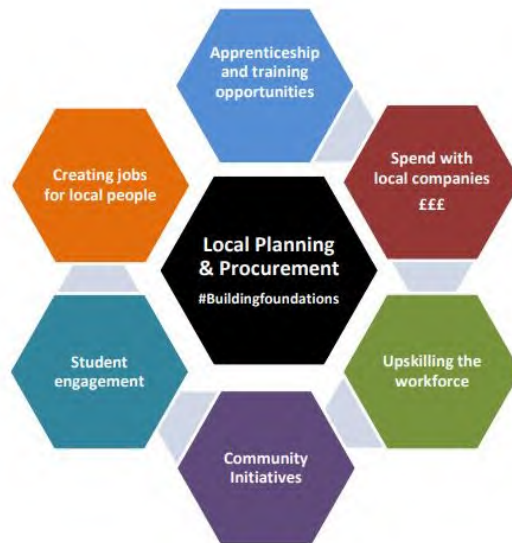 Apprenticeship
and training
opportunities
Creating jobs
for local people
Spend with
local companies
£££
Local Planning
& Procurement
#Buildingfoundations
Student
engagement
Upskilling the
workforce
Community
Initiatives